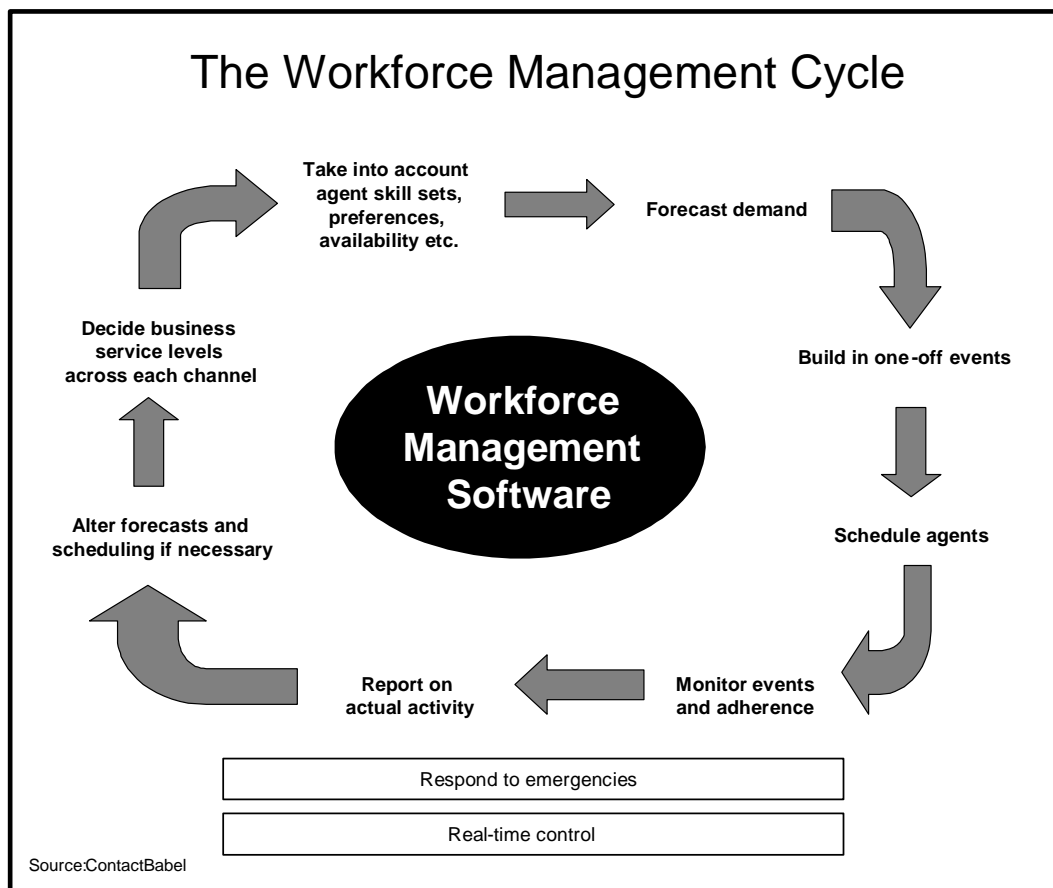 The Workforce Management Cycle
Take into account
agent skill sets,
preferences,
availability etc.
Forecast demand
Build in one-off events
Schedule agents
Monitor events
and adherence
Report on
actual activity
Alter forecasts and
scheduling if necessary
Decide business
service levels
across each channel
Workforce
Management
Software
Respond to emergencies
Real-time control
Source:ContactBabel